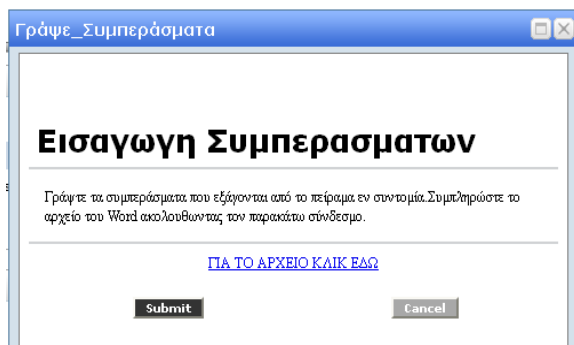 Γράψε_Συμπεράσματα
Εισαγωγη Συμπερασματων
Γράψτε τα συμπεράσματα που εξάγονται από το πείραμα εν συντομία.Συμπληρώστε το
αρχείο του Word ακολουθωντας τον παρακάτω σύνδεσμο.
ΓΙΑ ΤΟ ΑΡΧΕΙΟ ΚΛΙΚ ΕΔΩ
Submit Cancel